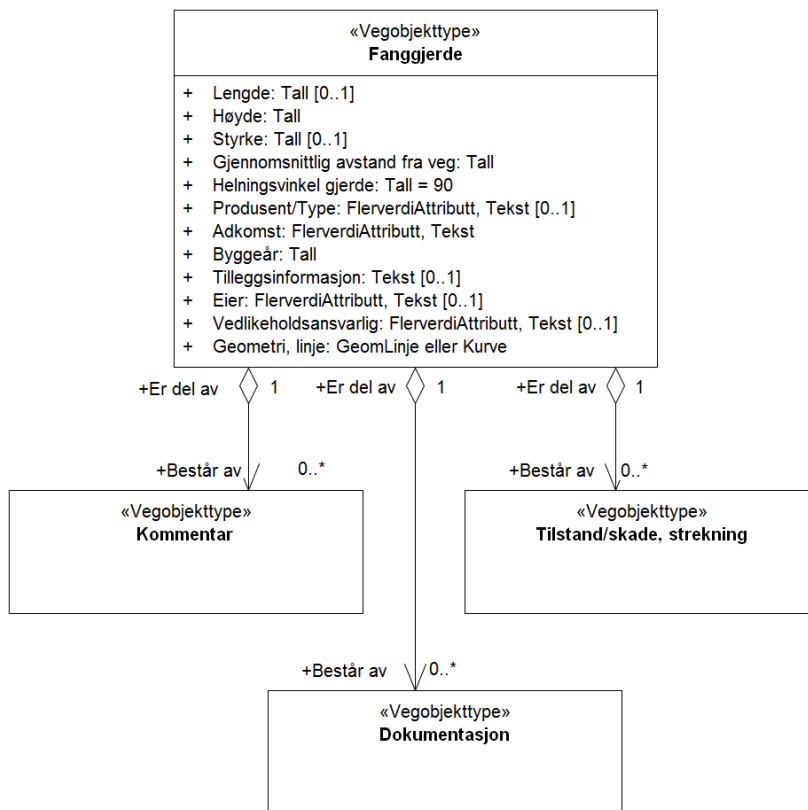 «Vegobjekttype»
Fanggjerde
+ Lengde: Tall [0..1]
+ Høyde: Tall
+ Styrke: Tall [0..1]
+ Gjennomsnittlig avstand fra veg: Tall
+ Helningsvinkel gjerde: Tall = 90
+ Produsent/Type: FlerverdiAttributt, Tekst [0..1]
+ Adkomst: FlerverdiAttributt, Tekst
+ Byggeår: Tall
+ Tilleggsinformasjon: Tekst [0..1]
+ Eier: FlerverdiAttributt, Tekst [0..1]
+ Vedlikeholdsansvarlig: FlerverdiAttributt, Tekst [0..1]
+ Geometri, linje: GeomLinje eller Kurve
+Er del av 1 +Er del av 1 +Er del av 1
+Består av 0..* +Består av 0..*
«Vegobjekttype» «Vegobjekttype»
Kommentar Tilstand/skade, strekning
+Består av 0..*
«Vegobjekttype»
Dokumentasjon